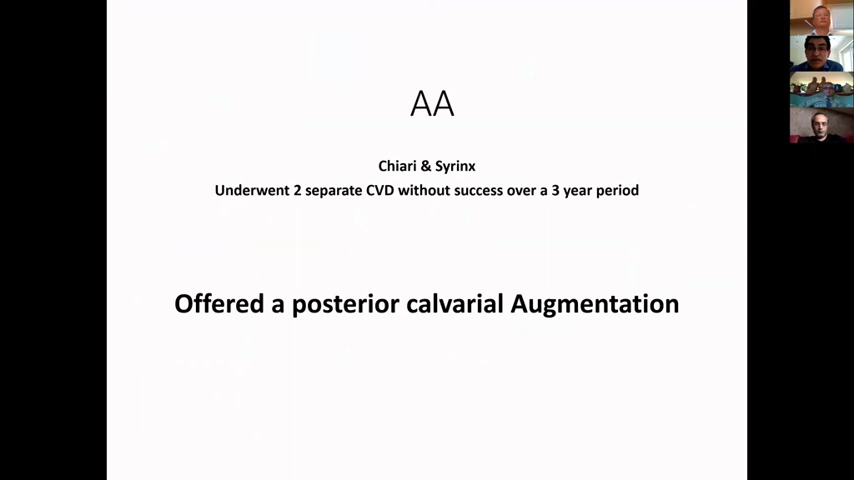 AA
Chiari & Syrinx
Underwent 2 separate CVD without success over a 3 year period
Offered a posterior calvarial Augmentation